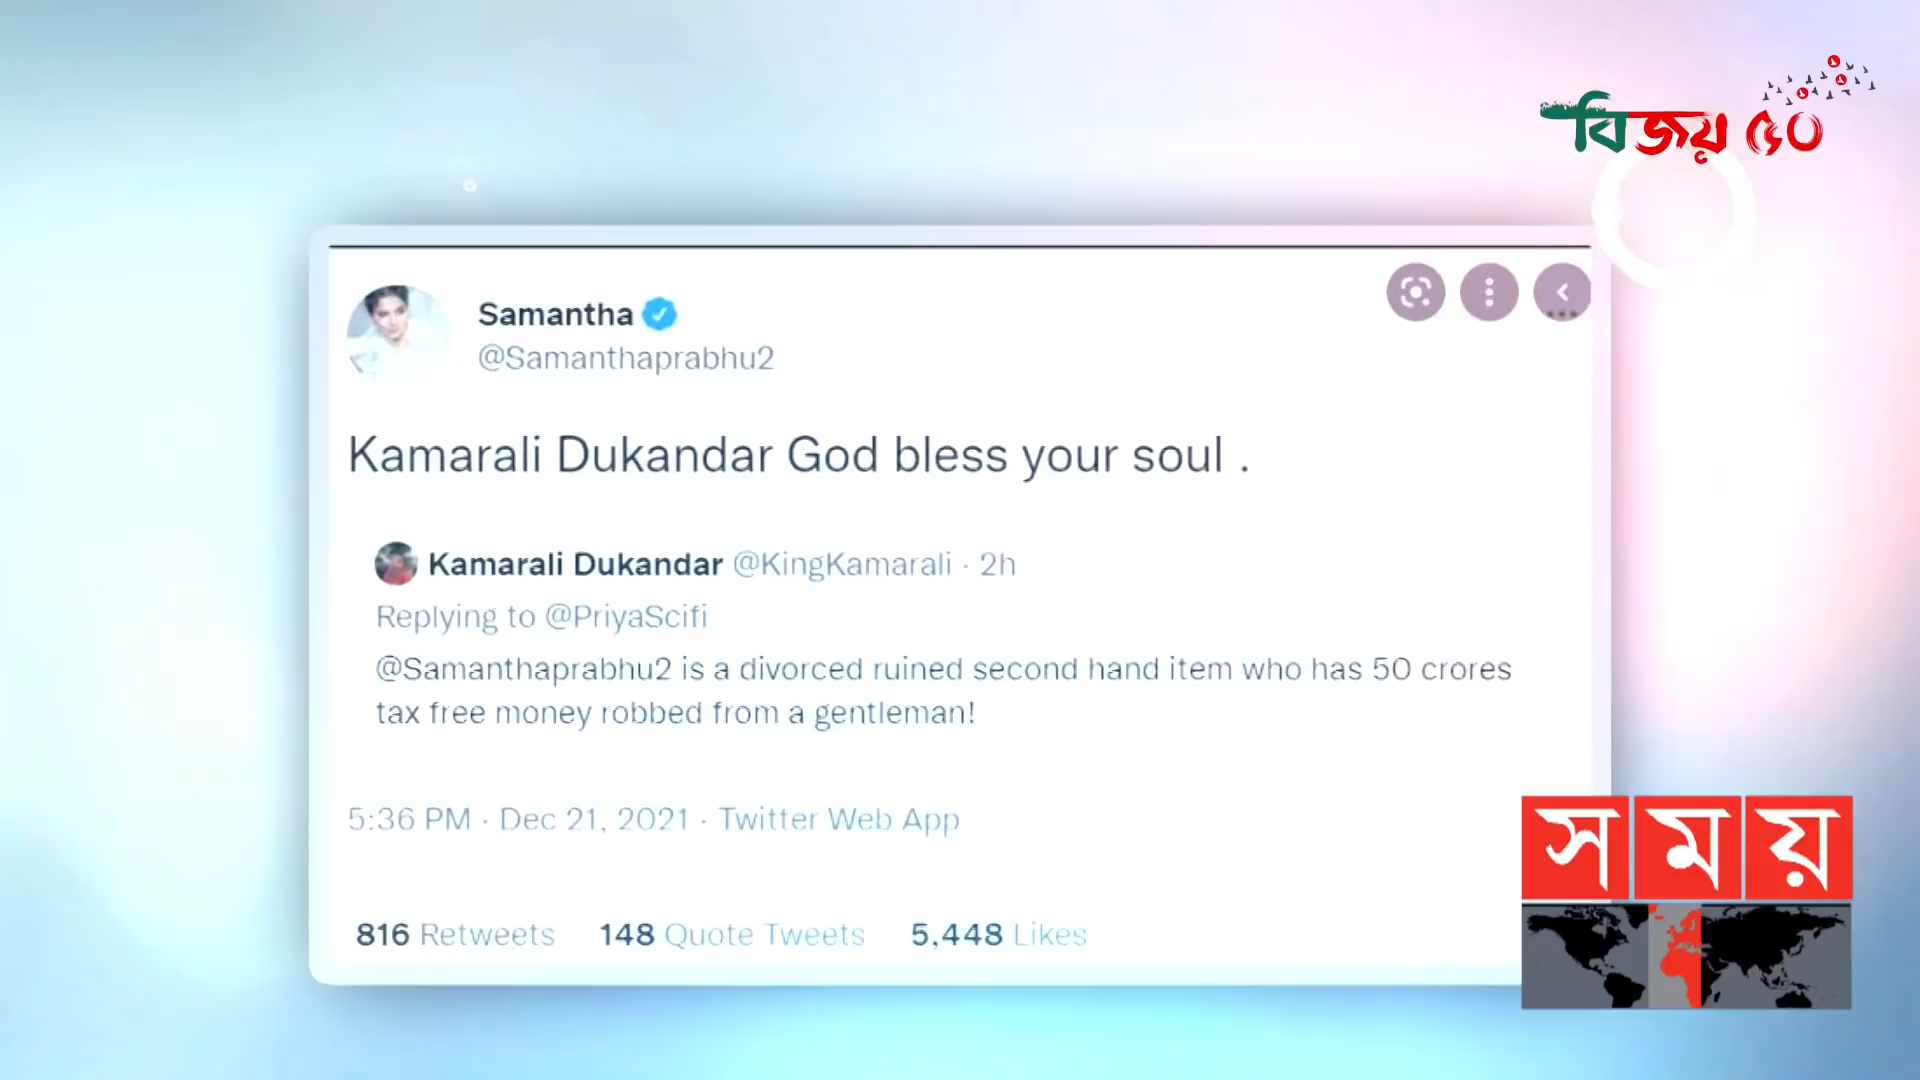 বিজয় ৫০
Samantha
@Samanthaprabhu2
Kamarali Dukandar God bless your soul .
Kamarali Dukandar @KingKamarali · 2h
Replying to @PriyaScifi
@Samanthaprabhu2 is a divorced ruined second hand item who has 50 crores
tax free money robbed from a gentleman!
5:36 PM · Dec 21, 2021 · Twitter Web App
816 Retweets 148 Quote Tweets 5,448 Likes
সময়